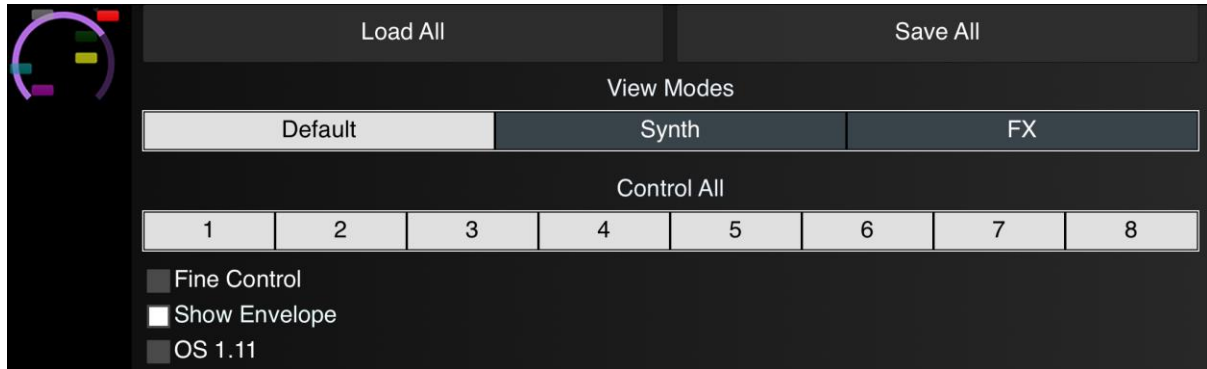 Load All Save All
View Modes
Default Synth FX
Control All
1 2 3 4 5 6 7 8
Fine Control
Show Envelope
OS 1.11